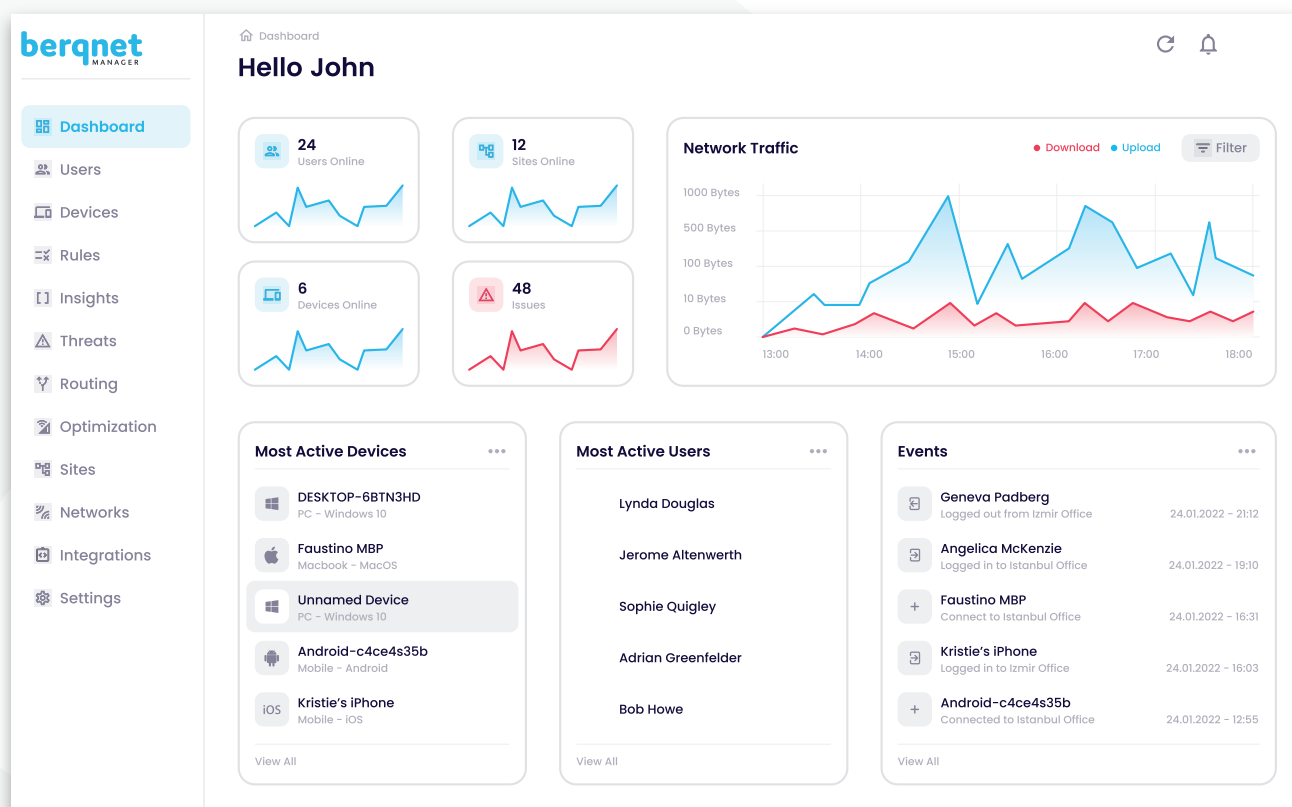 berqnet
MANAGER
Dashboard
Users
Devices
Rules
Insights
Threats
Routing
Optimization
Sites
Networks
Integrations
Settings
Dashboard
Hello John
24
Users Online
12
Sites Online
6
Devices Online
48
Issues
Network Traffic
Download
Upload
Filter
1000 Bytes
500 Bytes
100 Bytes
10 Bytes
0 Bytes
13:00 14:00 15:00 16:00 17:00 18:00
Most Active Devices
DESKTOP-6BTN3HD
PC - Windows 10
Faustino MBP
Macbook - MacOS
Unnamed Device
PC - Windows 10
Android-c4ce4s35b
Mobile - Android
iOS
Kristie’s iPhone
Mobile - iOS
View All
Most Active Users
Lynda Douglas
Jerome Altenwerth
Sophie Quigley
Adrian Greenfelder
Bob Howe
View All
Events
Geneva Padberg
Logged out from Izmir Office 24.01.2022 - 21:12
Angelica McKenzie
Logged in to Istanbul Office 24.01.2022 - 19:10
Faustino MBP
Connect to Istanbul Office 24.01.2022 - 16:31
Kristie’s iPhone
Logged in to Izmir Office 24.01.2022 - 16:03
Android-c4ce4s35b
Connected to Istanbul Office 24.01.2022 - 12:55
View All